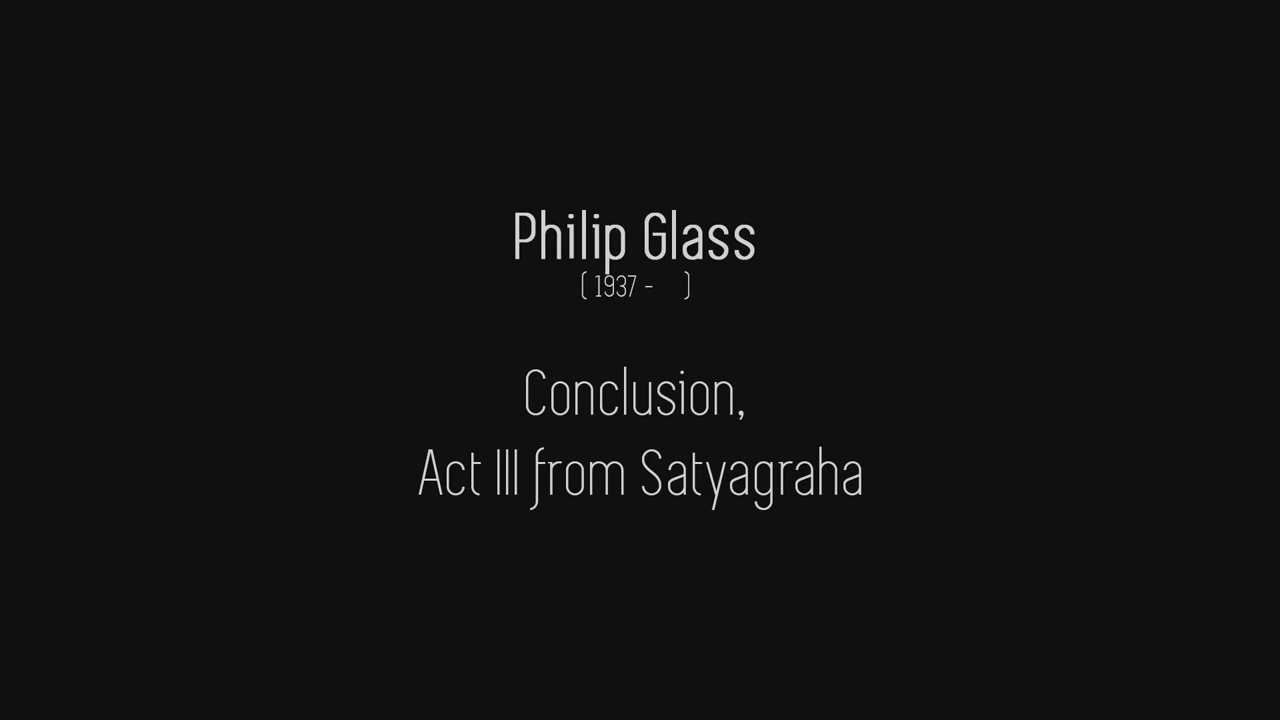 Philip Glass
( 1937 - )
Conclusion,
Act III from Satyagraha